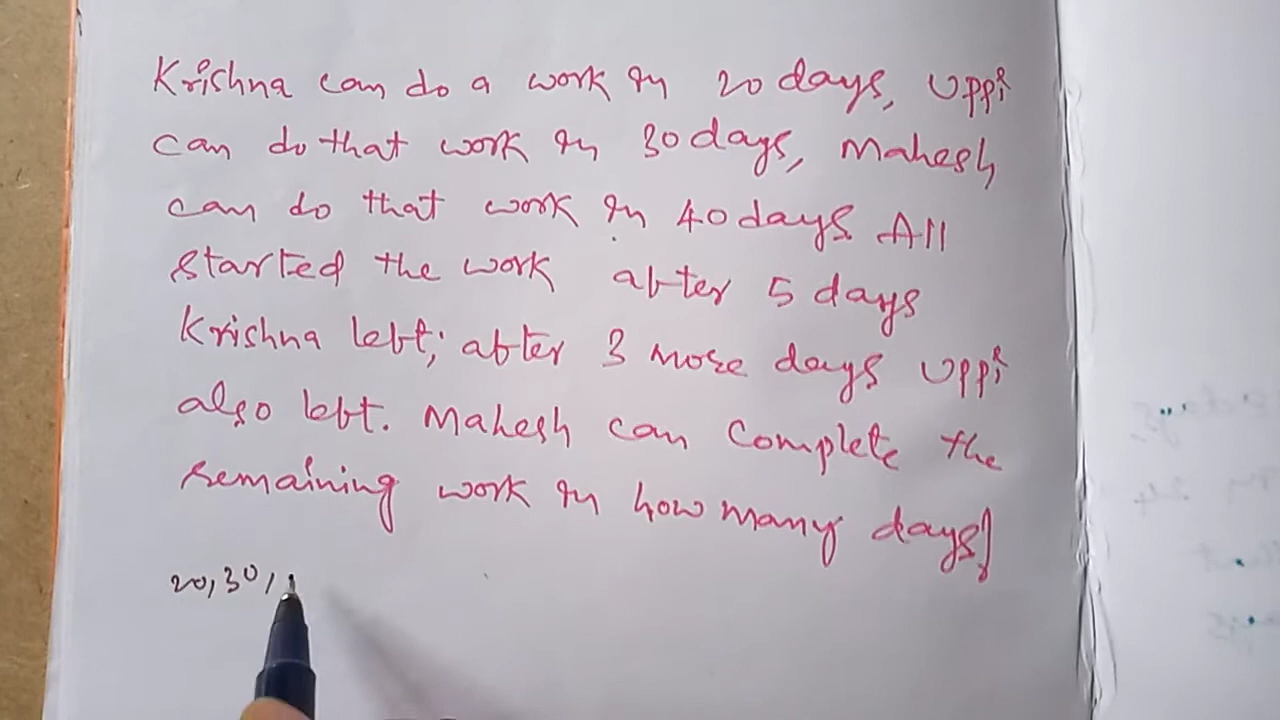 Krishna can do a work in 20 days, Uppi
can do that work in 30 days, Mahesh
can do that work in 40 days All
started the work after 5 days
Krishna left; after 3 more days Uppi
also left. Mahesh can Complete the
remaining work in how many days]
20,30,